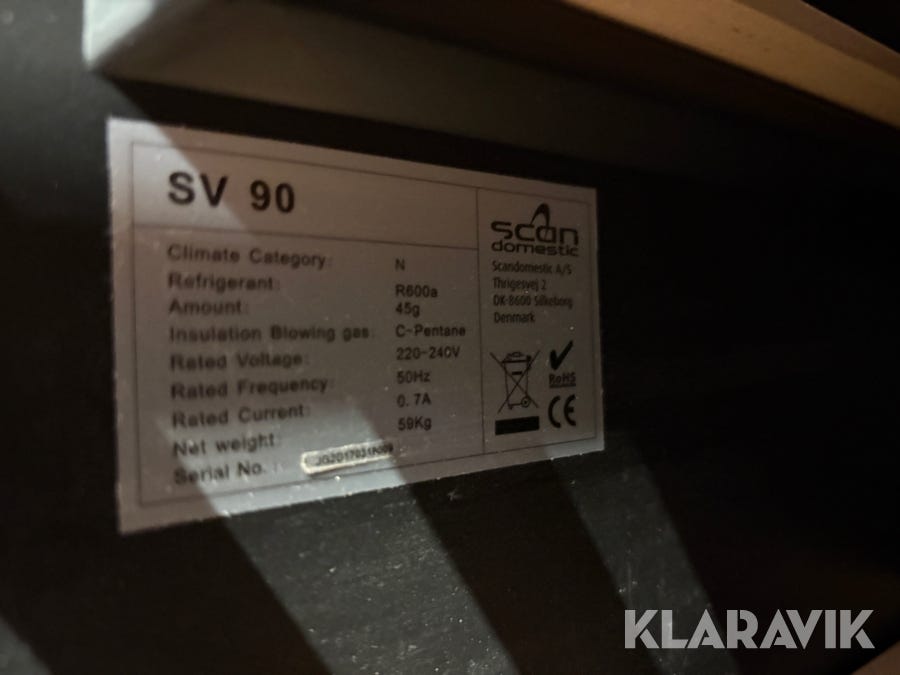 SV 90
Climate Category: N
Refrigerant: R600a
Amount: 45g
Insulation Blowing gas: C-Pentane
Rated Voltage: 220-240V
Rated Frequency: 50Hz
Rated Current: 0.7A
Net weight: 59Kg
Serial No. :
scan
domestic
Scandomestic A/S
Thrigesvej 2
DK-8600 Silkeborg
Denmark
RoHS
CE
KLARAVIK